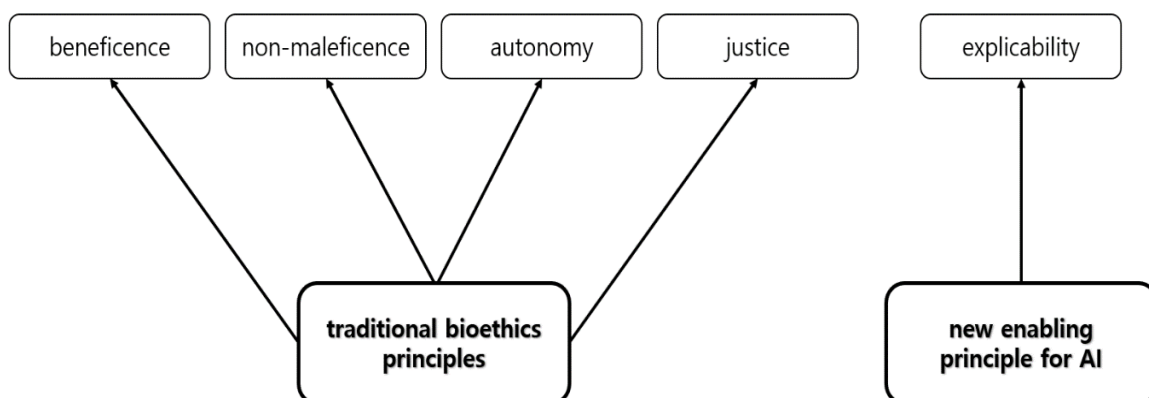 beneficence
non-maleficence
autonomy
justice
explicability
traditional bioethics
principles
new enabling
principle for AI